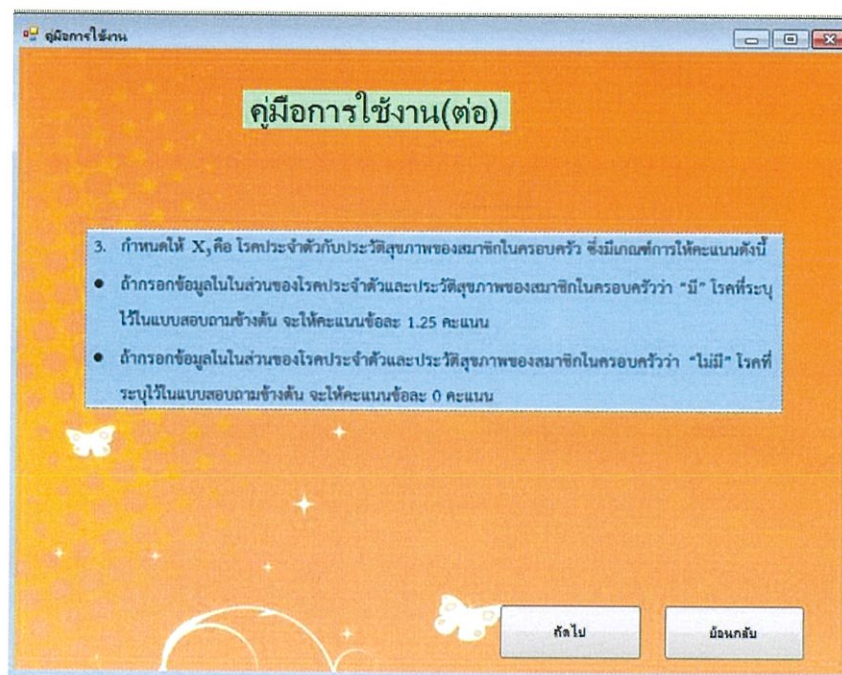 คู่มือการใช้งาน
คู่มือการใช้งาน(ต่อ)
3. กำหนดให้ X₃ คือ โรคประจำตัวกับประวัติสุขภาพของสมาชิกในครอบครัว ซึ่งมีเกณฑ์การให้คะแนนดังนี้
● ถ้ากรอกข้อมูลในในส่วนของโรคประจำตัวและประวัติสุขภาพของสมาชิกในครอบครัวว่า "มี" โรคที่ระบุ
ไว้ในแบบสอบถามข้างต้น จะให้คะแนนข้อละ 1.25 คะแนน
● ถ้ากรอกข้อมูลในในส่วนของโรคประจำตัวและประวัติสุขภาพของสมาชิกในครอบครัวว่า "ไม่มี" โรคที่
ระบุไว้ในแบบสอบถามข้างต้น จะให้คะแนนข้อละ 0 คะแนน
ถัดไป
ย้อนกลับ